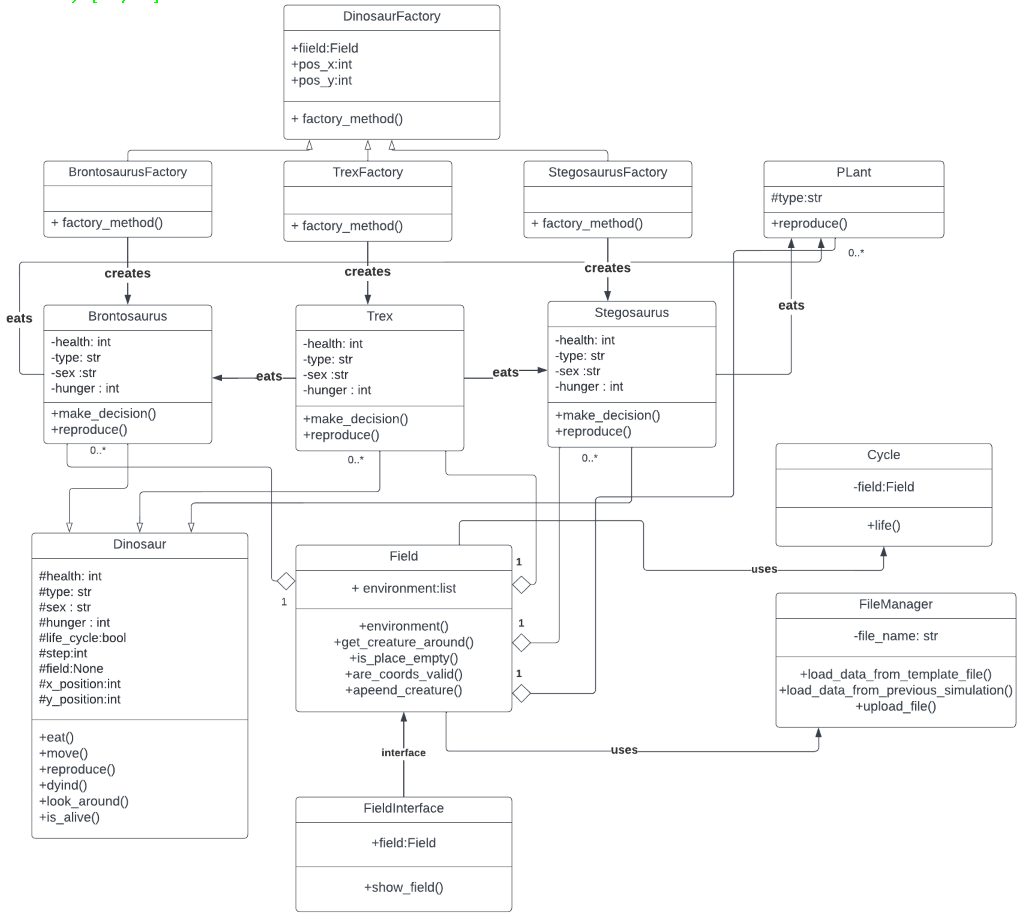 DinosaurFactory
+fiield:Field
+pos_x:int
+pos_y:int
+ factory_method()
BrontosaurusFactory
+ factory_method()
TrexFactory
+ factory_method()
StegosaurusFactory
+ factory_method()
PLant
#type:str
+reproduce()
0..*
creates
creates
creates
eats
eats
Brontosaurus
-health: int
-type: str
-sex :str
-hunger : int
+make_decision()
+reproduce()
0..*
eats
Trex
-health: int
-type: str
-sex :str
-hunger : int
+make_decision()
+reproduce()
0..*
eats
Stegosaurus
-health: int
-type: str
-sex :str
-hunger : int
+make_decision()
+reproduce()
0..*
Cycle
-field:Field
+life()
uses
Dinosaur
#health: int
#type: str
#sex : str
#hunger : int
#life_cycle:bool
#step:int
#field:None
#x_position:int
#y_position:int
+eat()
+move()
+reproduce()
+dyind()
+look_around()
+is_alive()
1
Field
+ environment:list
+environment()
+get_creature_around()
+is_place_empty()
+are_coords_valid()
+apeend_creature()
1
1
1
FileManager
-file_name: str
+load_data_from_template_file()
+load_data_from_previous_simulation()
+upload_file()
uses
interface
FieldInterface
+field:Field
+show_field()